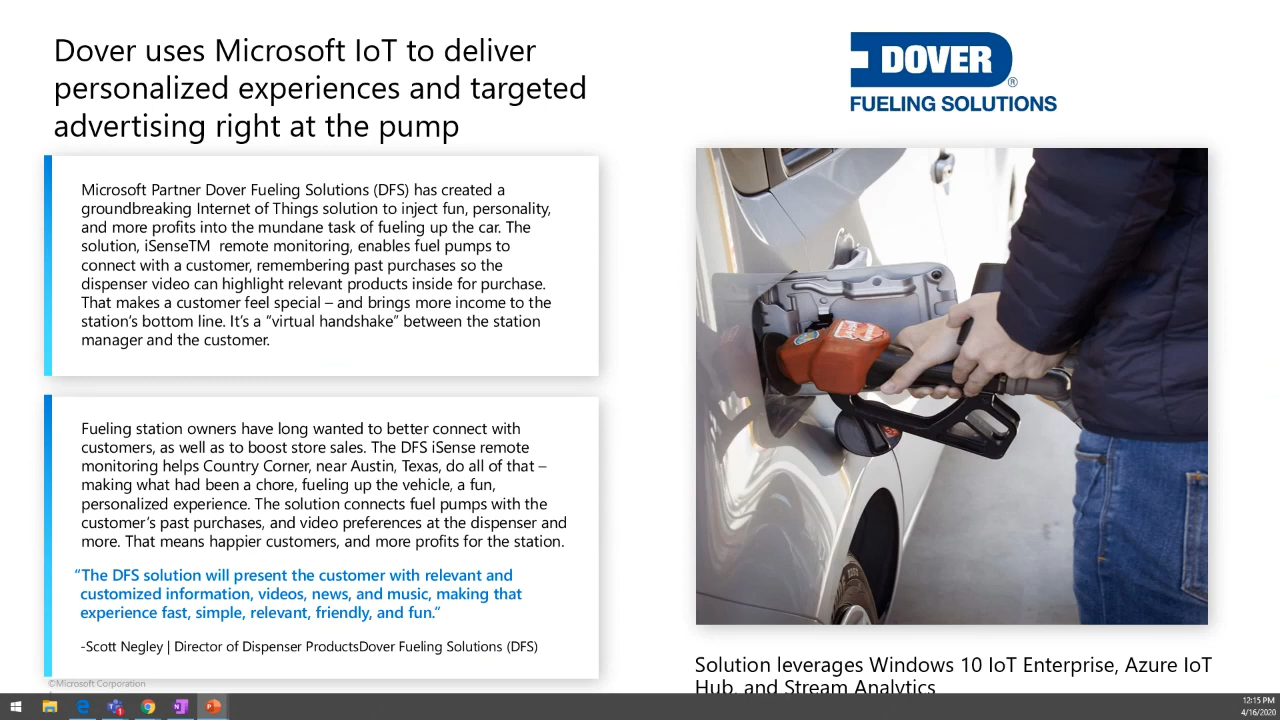 Dover uses Microsoft IoT to deliver
personalized experiences and targeted
advertising right at the pump
DOVER
®
FUELING SOLUTIONS
Microsoft Partner Dover Fueling Solutions (DFS) has created a
groundbreaking Internet of Things solution to inject fun, personality,
and more profits into the mundane task of fueling up the car. The
solution, iSenseTM  remote monitoring, enables fuel pumps to
connect with a customer, remembering past purchases so the
dispenser video can highlight relevant products inside for purchase.
That makes a customer feel special – and brings more income to the
station’s bottom line. It’s a “virtual handshake” between the station
manager and the customer.
Fueling station owners have long wanted to better connect with
customers, as well as to boost store sales. The DFS iSense remote
monitoring helps Country Corner, near Austin, Texas, do all of that –
making what had been a chore, fueling up the vehicle, a fun,
personalized experience. The solution connects fuel pumps with the
customer’s past purchases, and video preferences at the dispenser and
more. That means happier customers, and more profits for the station.
“The DFS solution will present the customer with relevant and
customized information, videos, news, and music, making that
experience fast, simple, relevant, friendly, and fun.“
-Scott Negley | Director of Dispenser ProductsDover Fueling Solutions (DFS)
©Microsoft Corporation
Solution leverages Windows 10 IoT Enterprise, Azure IoT
Hub, and Stream Analytics
12:15 PM
4/16/2020